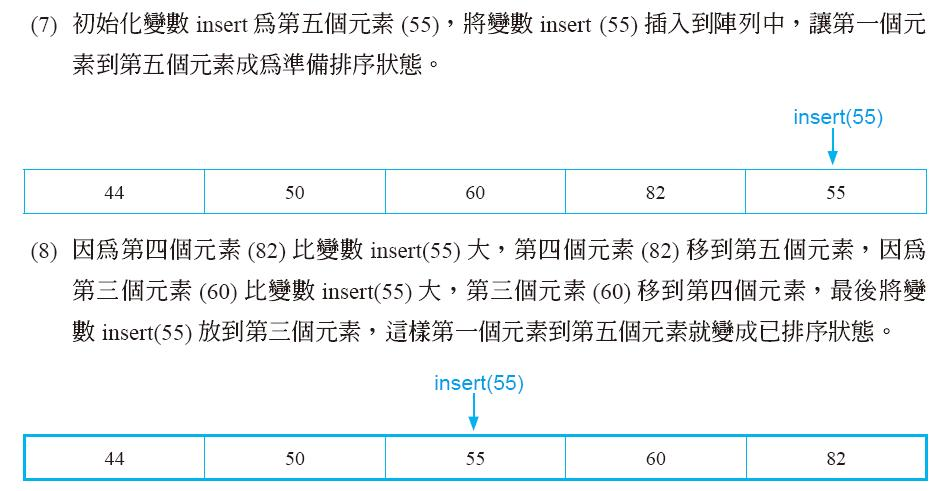 (7) 初始化變數 insert 為第五個元素 (55)，將變數 insert (55) 插入到陣列中，讓第一個元
素到第五個元素成為準備排序狀態。
insert(55)
44 50 60 82 55
(8) 因為第四個元素 (82) 比變數 insert(55) 大，第四個元素 (82) 移到第五個元素，因為
第三個元素 (60) 比變數 insert(55) 大，第三個元素 (60) 移到第四個元素，最後將變
數 insert(55) 放到第三個元素，這樣第一個元素到第五個元素就變成已排序狀態。
insert(55)
44 50 55 60 82